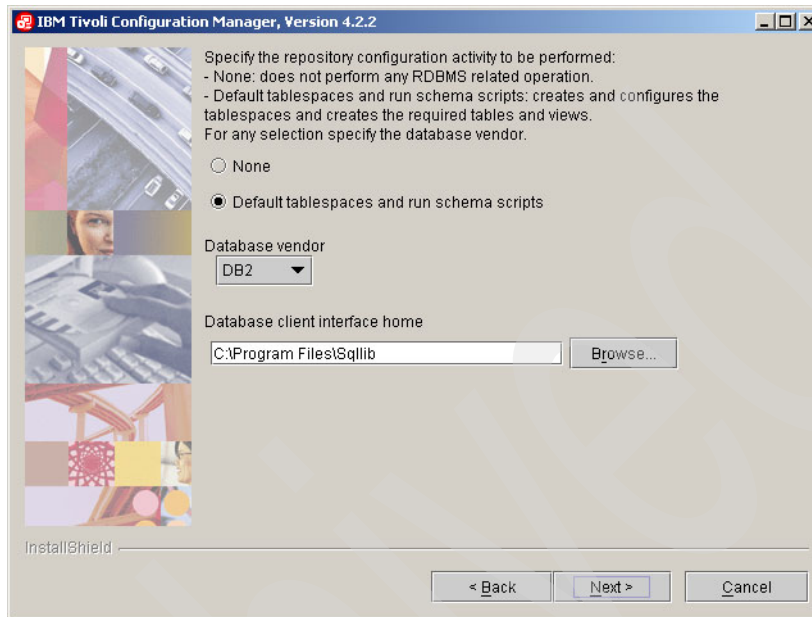 IBM Tivoli Configuration Manager, Version 4.2.2
Specify the repository configuration activity to be performed:
- None: does not perform any RDBMS related operation.
- Default tablespaces and run schema scripts: creates and configures the
tablespaces and creates the required tables and views.
For any selection specify the database vendor.
None
Default tablespaces and run schema scripts
Database vendor
DB2
Database client interface home
C:\Program Files\Sqllib
Browse...
InstallShield
< Back
Next >
Cancel